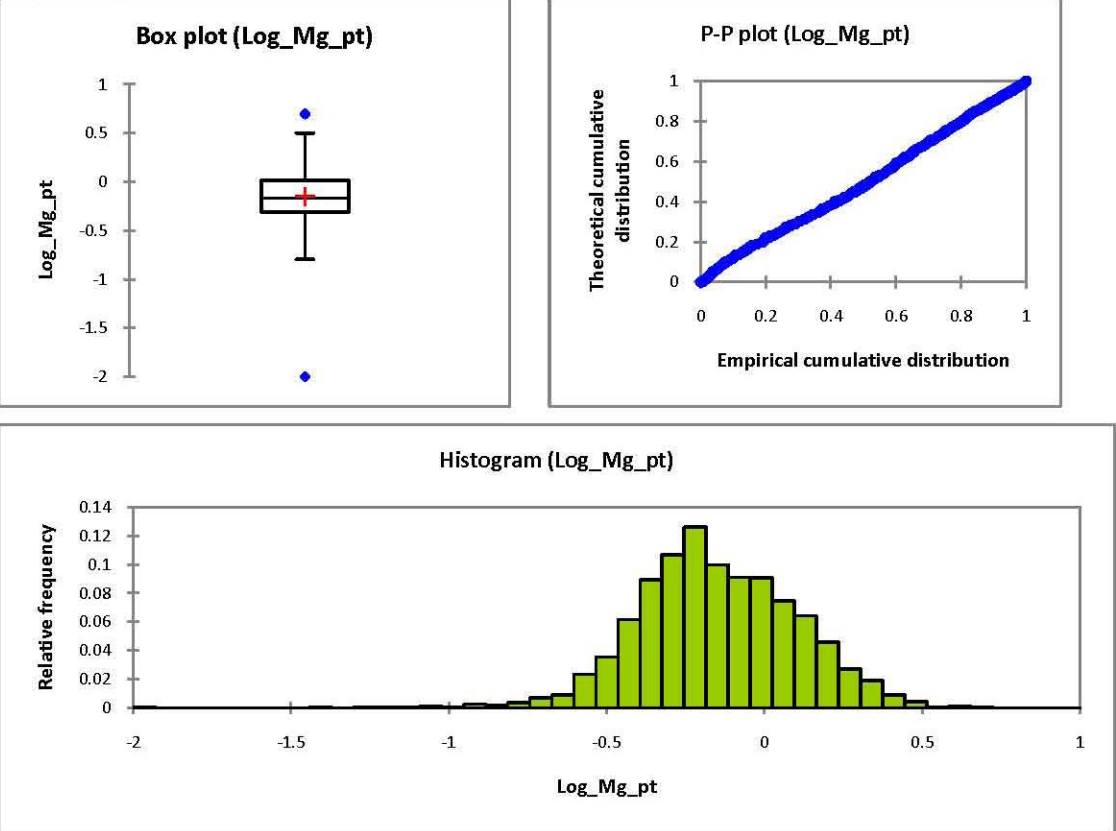 Box plot (Log_Mg_pt)
1
0.5
0
-0.5
-1
-1.5
-2
Log_Mg_pt
P-P plot (Log_Mg_pt)
1
0.8
0.6
0.4
0.2
0
Theoretical cumulative
distribution
0 0.2 0.4 0.6 0.8 1
Empirical cumulative distribution
Histogram (Log_Mg_pt)
0.14
0.12
0.1
0.08
0.06
0.04
0.02
0
Relative frequency
-2 -1.5 -1 -0.5 0 0.5 1
Log_Mg_pt